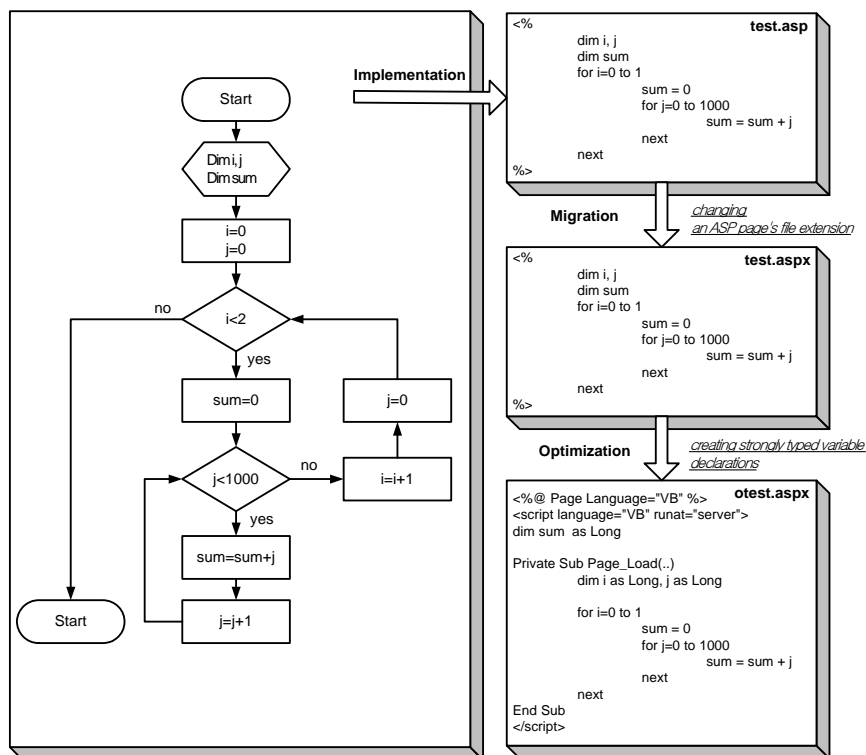 Start
Dim i, j
Dim sum
i=0
j=0
i<2
no
yes
sum=0
j=0
j<1000
no
i=i+1
yes
sum=sum+j
j=j+1
Start
Implementation
<%
test.asp
dim i, j
dim sum
for i=0 to 1
sum = 0
for j=0 to 1000
sum = sum + j
next
next
%>
Migration
changing
an ASP page's file extension
<%
test.aspx
dim i, j
dim sum
for i=0 to 1
sum = 0
for j=0 to 1000
sum = sum + j
next
next
%>
Optimization
creating strongly typed variable
declarations
otest.aspx
<%@ Page Language="VB" %>
<script language="VB" runat="server">
dim sum  as Long
Private Sub Page_Load(..)
dim i as Long, j as Long
for i=0 to 1
sum = 0
for j=0 to 1000
sum = sum + j
next
next
End Sub
</script>